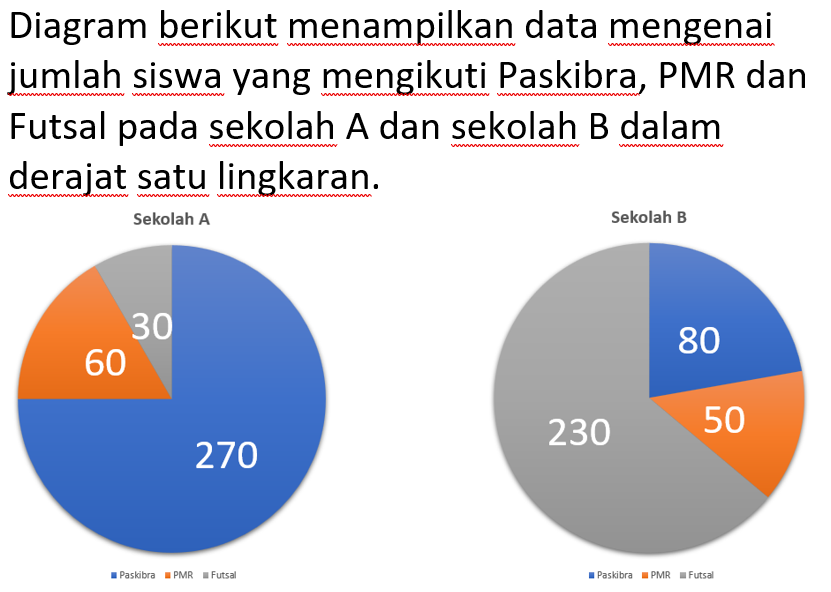 Diagram berikut menampilkan data mengenai
jumlah siswa yang mengikuti Paskibra, PMR dan
Futsal pada sekolah A dan sekolah B dalam
derajat satu lingkaran.
Sekolah A
30
60
270
Paskibra PMR Futsal
Sekolah B
80
50
230
Paskibra PMR Futsal